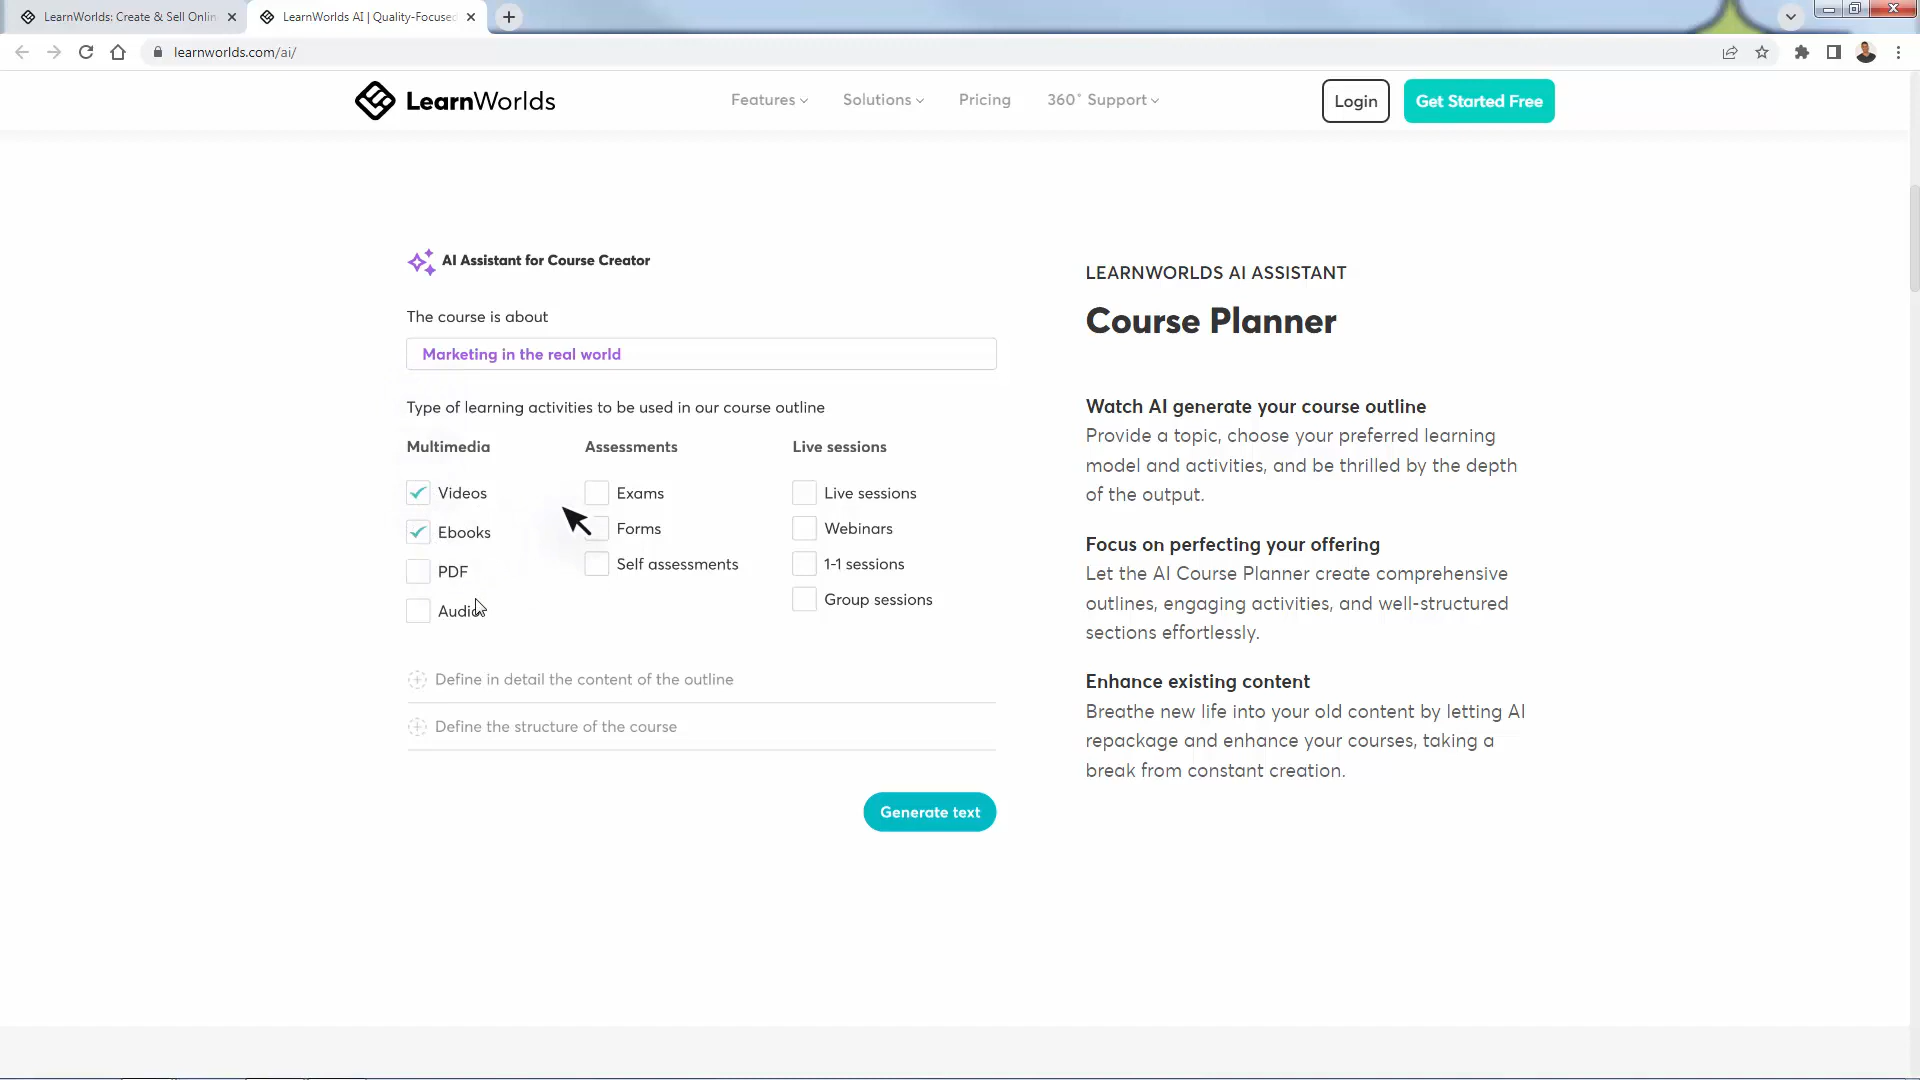 LearnWorlds: Create & Sell Onlin
LearnWorlds AI | Quality-Focused
learnworlds.com/ai/
LearnWorlds
Features
Solutions
Pricing
360° Support
Login
Get Started Free
AI Assistant for Course Creator
The course is about
Marketing in the real world
Type of learning activities to be used in our course outline
Multimedia
Videos
Ebooks
PDF
Audio
Assessments
Exams
Forms
Self assessments
Live sessions
Live sessions
Webinars
1-1 sessions
Group sessions
Define in detail the content of the outline
Define the structure of the course
Generate text
LEARNWORLDS AI ASSISTANT
Course Planner
Watch AI generate your course outline
Provide a topic, choose your preferred learning
model and activities, and be thrilled by the depth
of the output.
Focus on perfecting your offering
Let the AI Course Planner create comprehensive
outlines, engaging activities, and well-structured
sections effortlessly.
Enhance existing content
Breathe new life into your old content by letting AI
repackage and enhance your courses, taking a
break from constant creation.